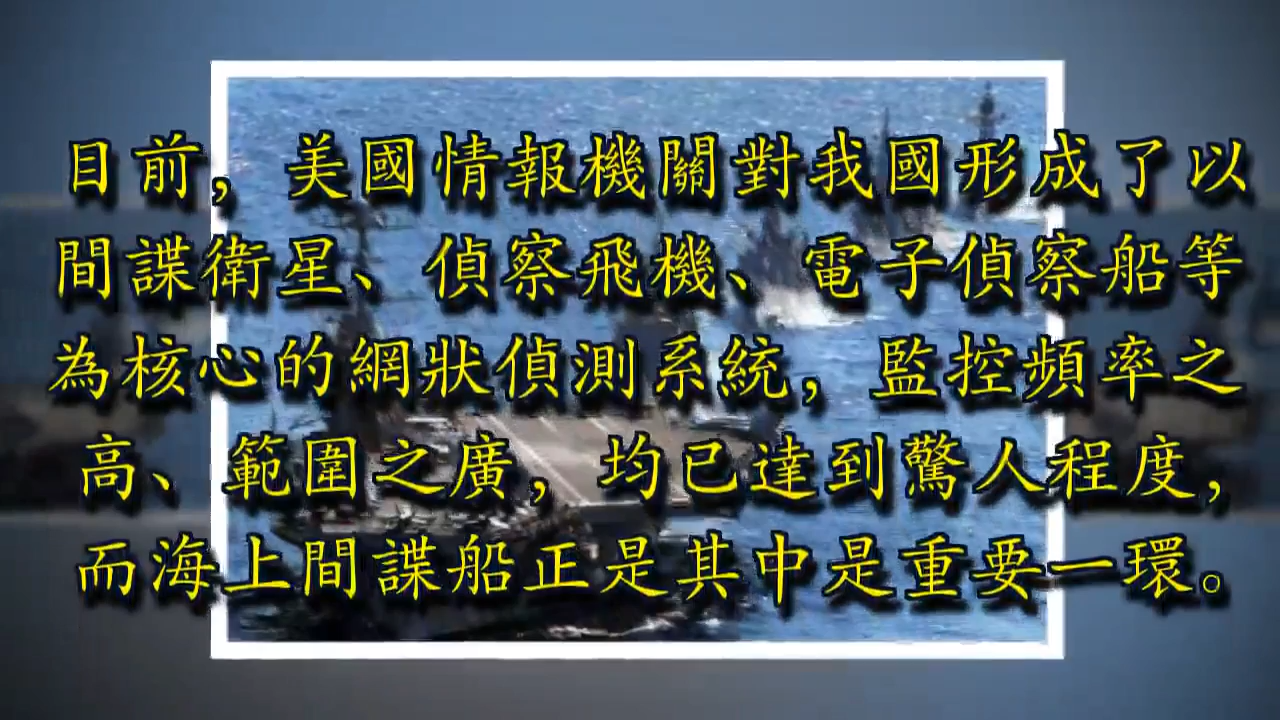 目前，美國情報機關對我國形成了以
間諜衛星、偵察飛機、電子偵察船等
為核心的網狀偵測系統，監控頻率之
高、範圍之廣，均已達到驚人程度，
而海上間諜船正是其中是重要一環。